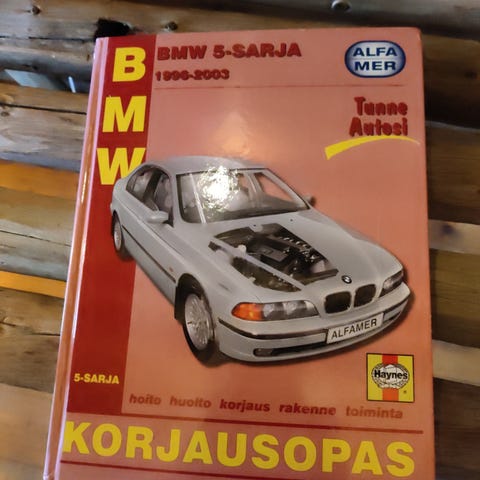 BMW
BMW 5-SARJA
1996-2003
ALFA
MER
Tunne
Autosi
ALFAMER
Haynes
5-SARJA
hoito huolto korjaus rakenne toiminta
KORJAUSOPAS